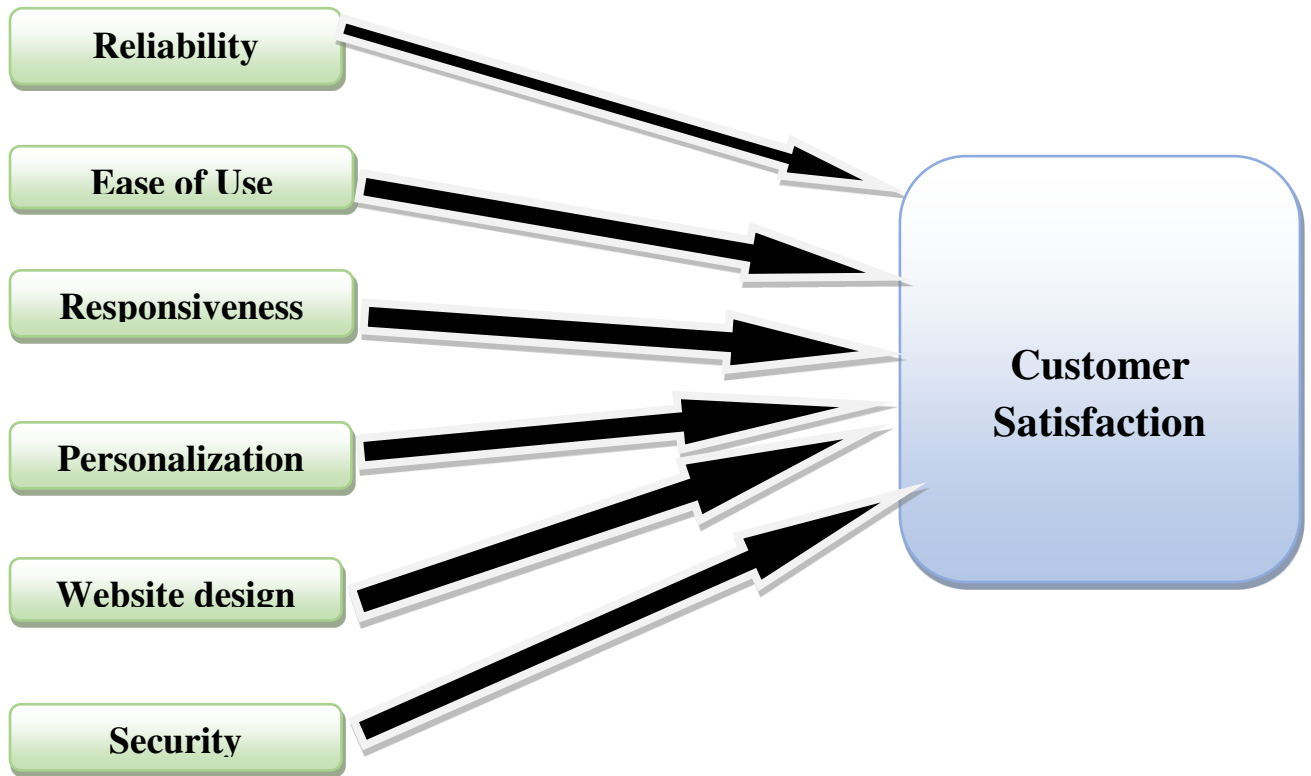 Reliability
Ease of Use
Responsiveness
Personalization
Website design
Security
Customer
Satisfaction